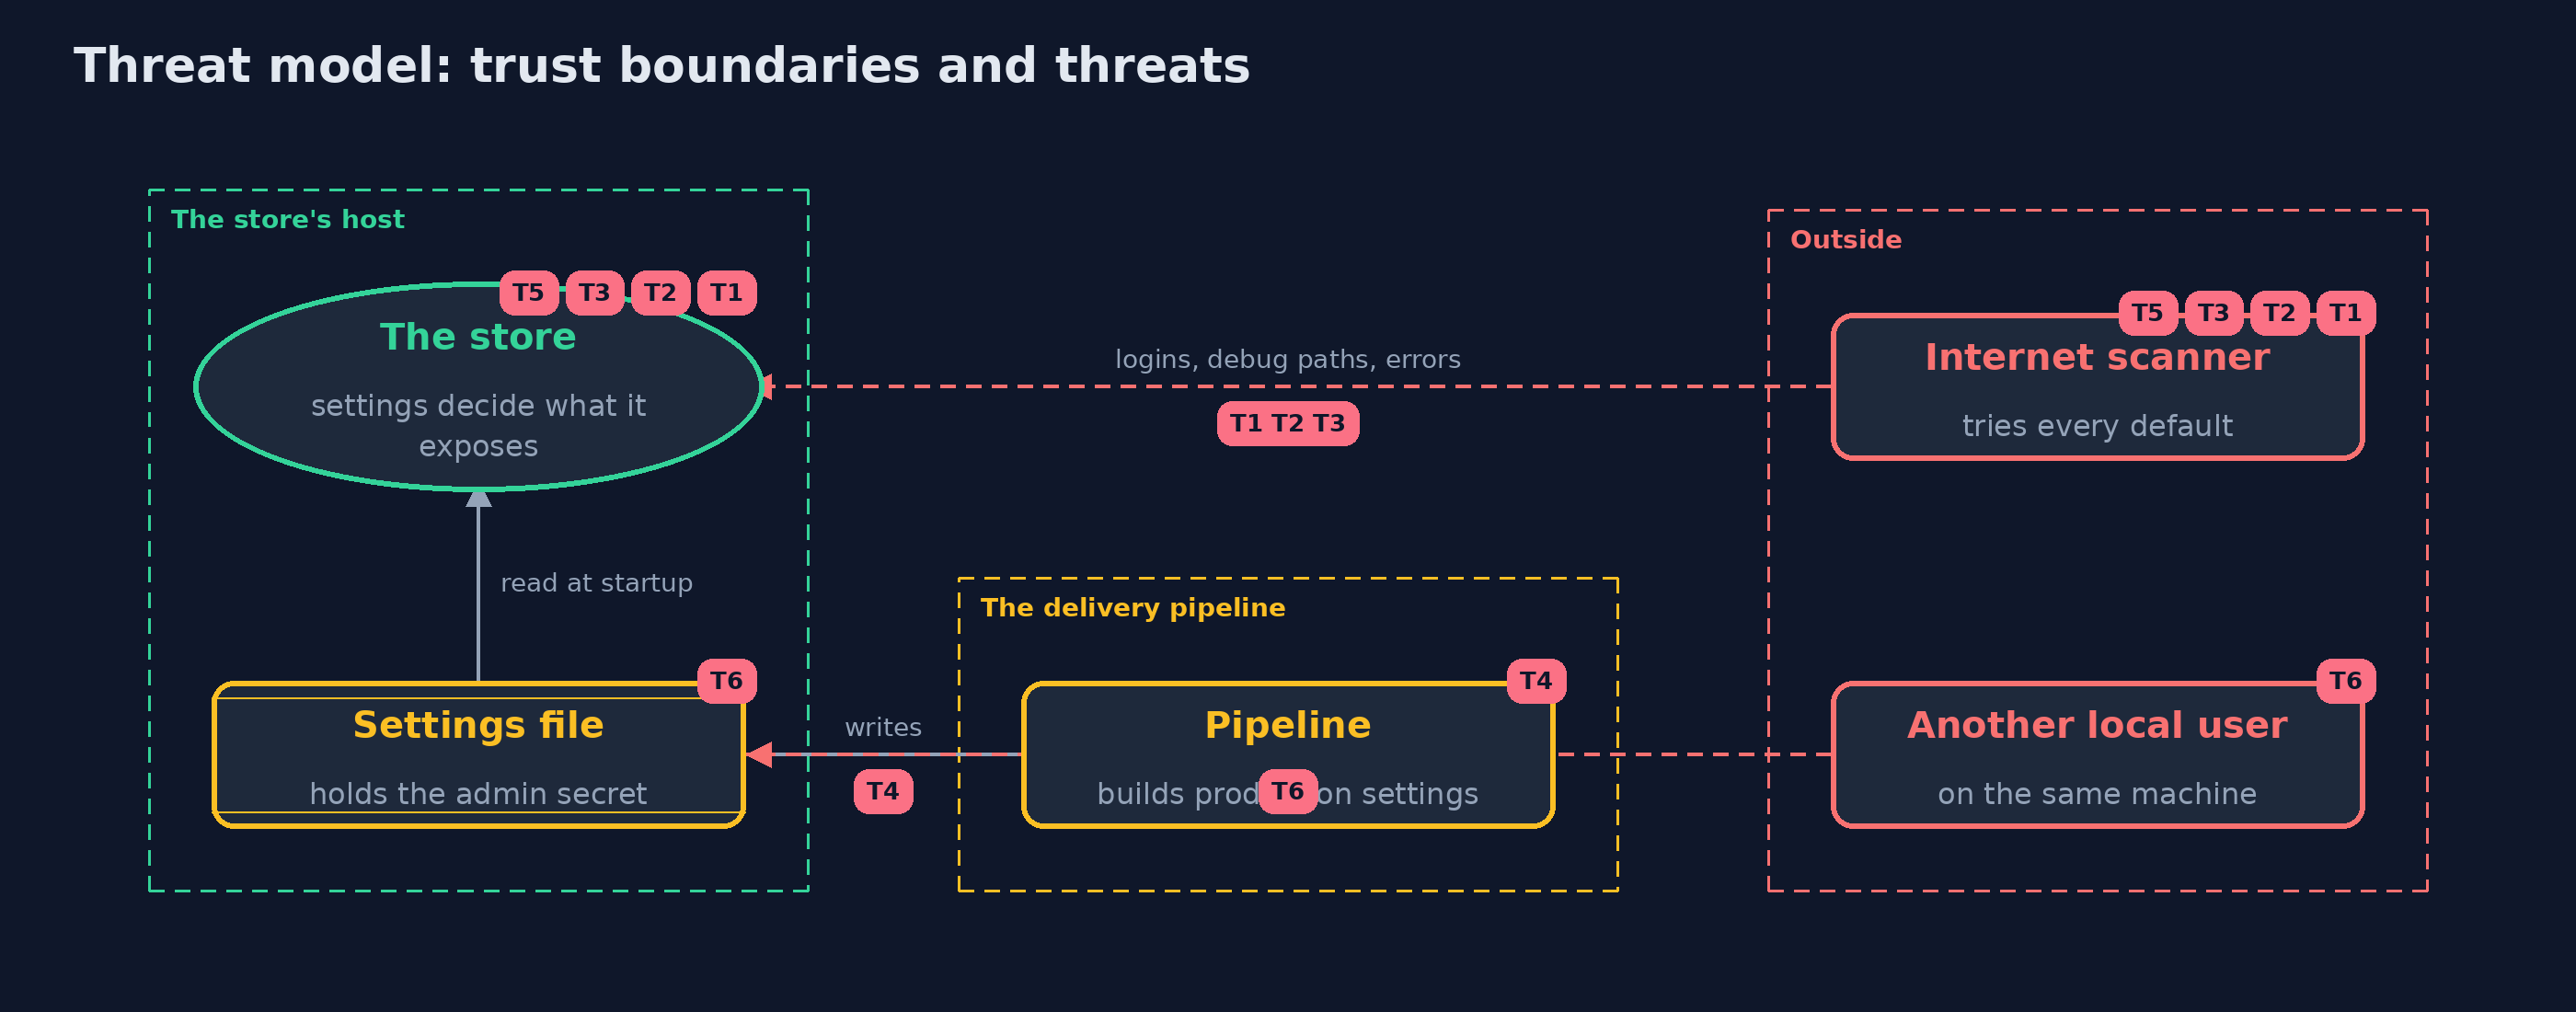 Threat model: trust boundaries and threats
The store's host
T5 T3 T2 T1
The store
settings decide what it
exposes
read at startup
T6
Settings file
holds the admin secret
logins, debug paths, errors
T1 T2 T3
writes
T4
The delivery pipeline
T4
Pipeline
builds prod T6 on settings
Outside
T5 T3 T2 T1
Internet scanner
tries every default
T6
Another local user
on the same machine